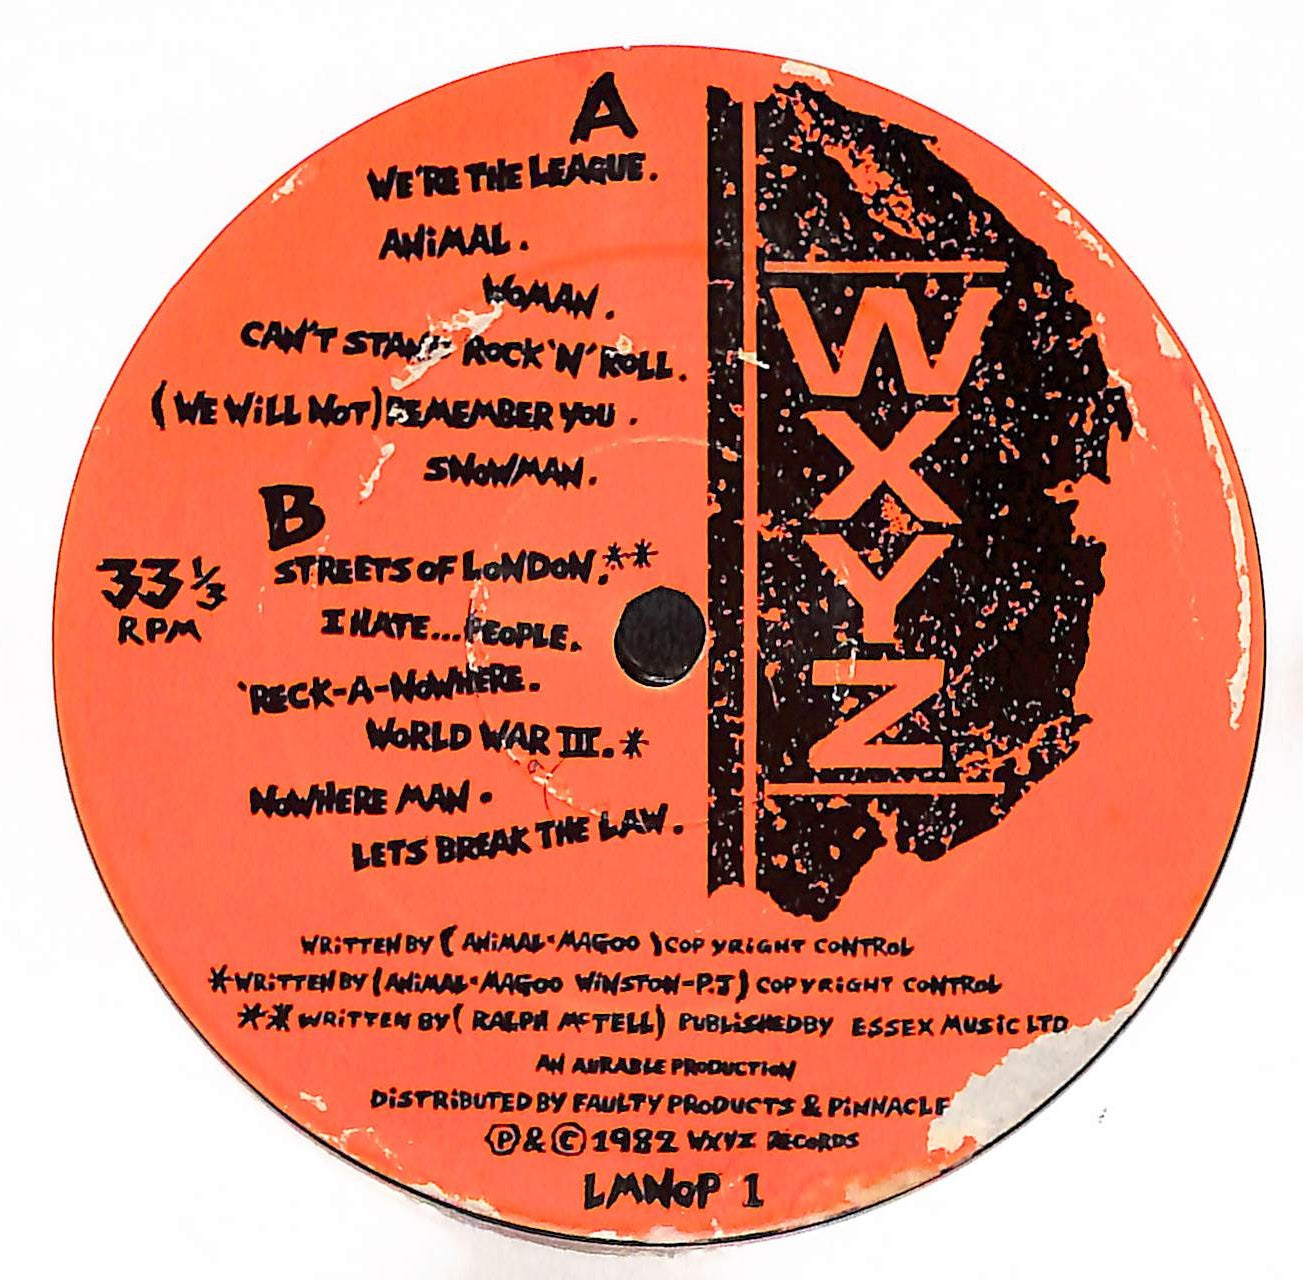 A
WE'RE THE LEAGUE.
ANIMAL.
WOMAN.
CAN'T STAND ROCK 'N' ROLL.
(WE WILL NOT) REMEMBER YOU.
SNOWMAN.
B
STREETS OF LONDON.**
33 1/3
RPM
I HATE...PEOPLE.
'RECK-A-NOWHERE.
WORLD WAR III.*
NOWHERE MAN.
LETS BREAK THE LAW.
WXYZ
WRITTEN BY (ANIMAL-MAGOO) COPYRIGHT CONTROL
*WRITTEN BY (ANIMAL-MAGOO WINSTON-P.J) COPYRIGHT CONTROL
**WRITTEN BY (RALPH McTELL) PUBLISHED BY ESSEX MUSIC LTD
AN AURABLE PRODUCTION
DISTRIBUTED BY FAULTY PRODUCTS & PINNACLE
Ⓟ & © 1982 WXYZ RECORDS
LMNOP 1